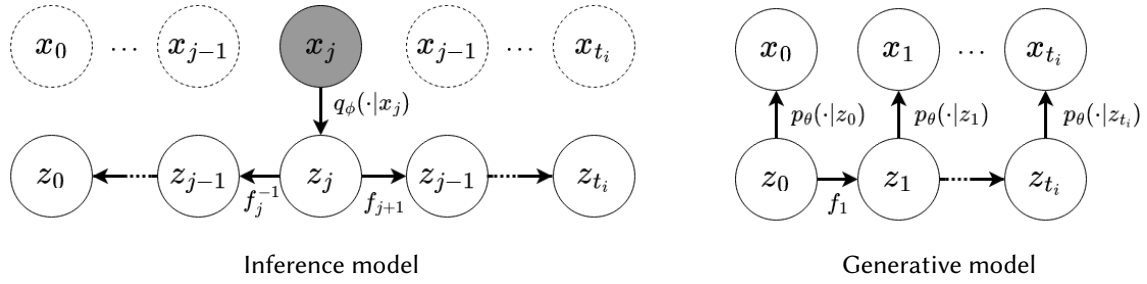 x_0 ... x_{j-1} x_j x_{j-1} ... x_{t_i}
q_ϕ(·|x_j)
z_0 z_{j-1} z_j z_{j-1} z_{t_i}
f_j^{-1} f_{j+1}
Inference model
x_0 x_1 ... x_{t_i}
p_θ(·|z_0) p_θ(·|z_1) p_θ(·|z_{t_i})
z_0 z_1 z_{t_i}
f_1
Generative model